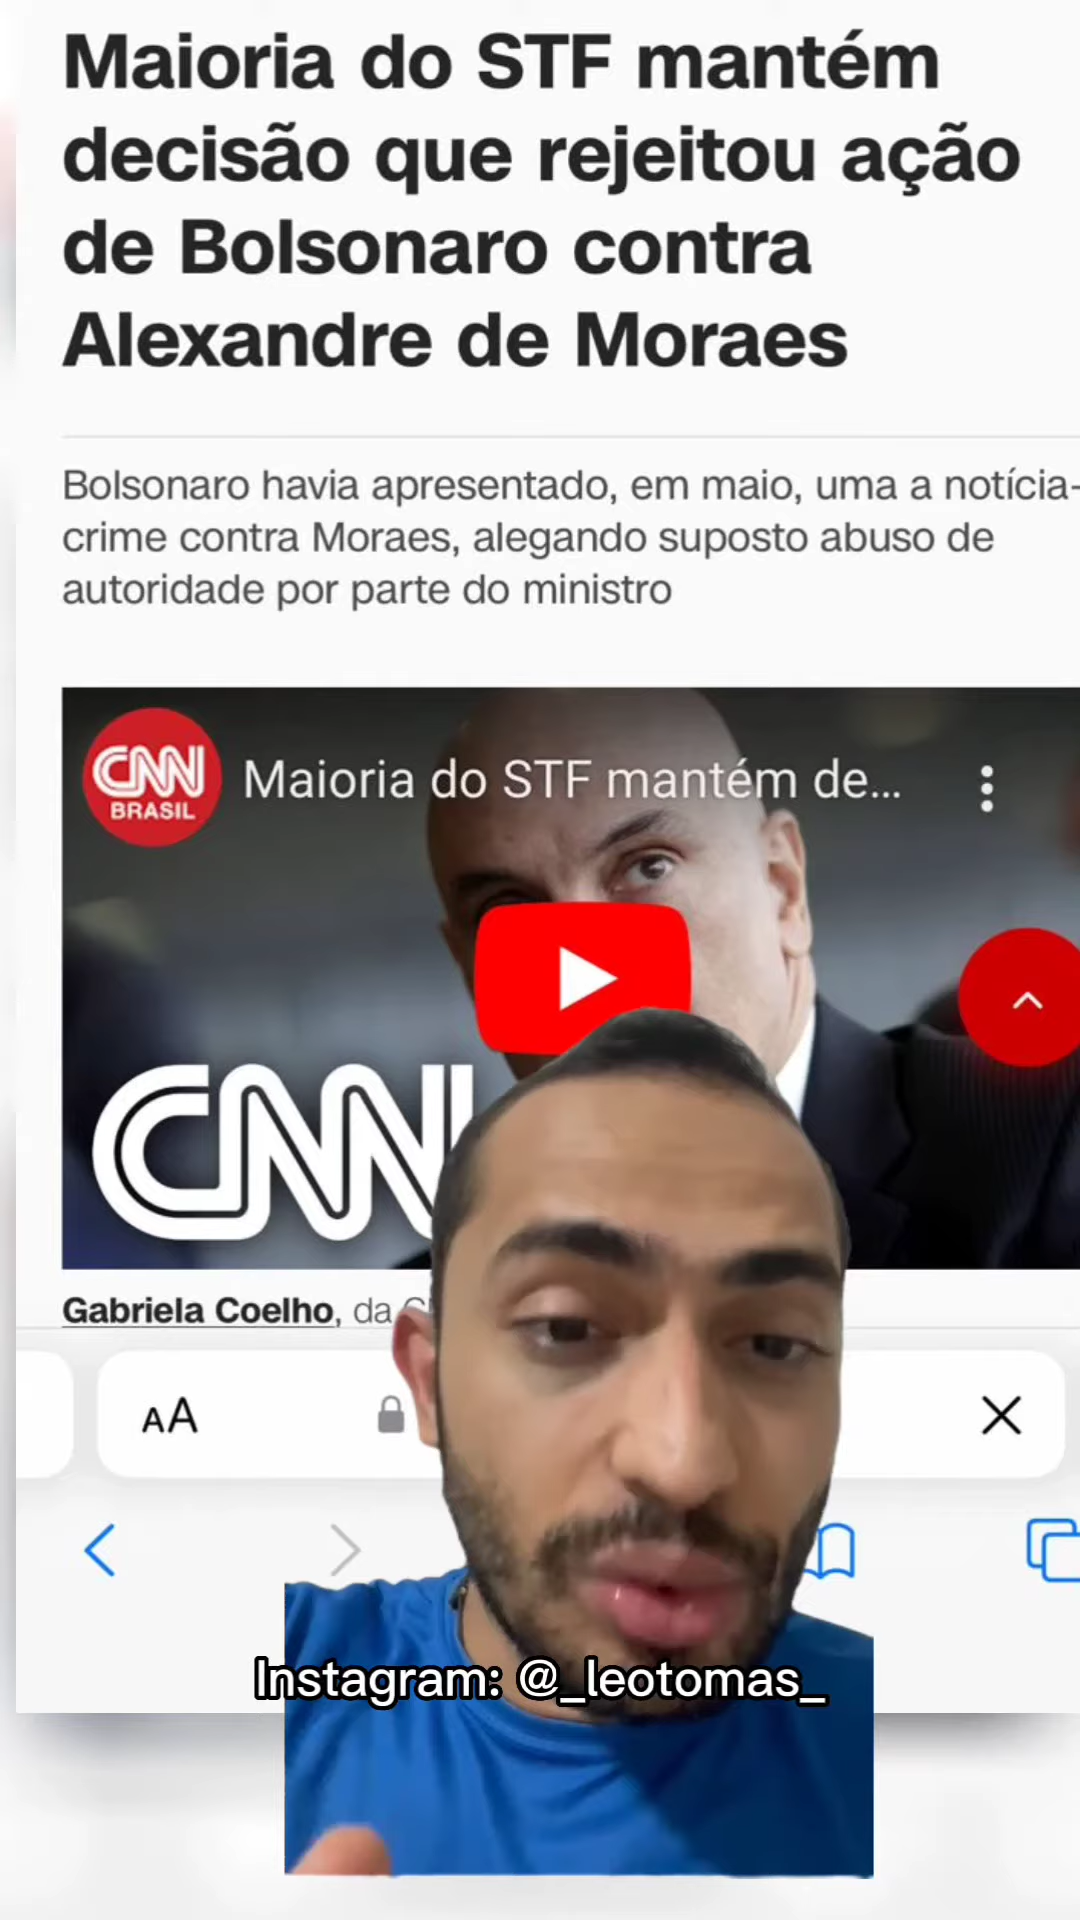 Maioria do STF mantém
decisão que rejeitou ação
de Bolsonaro contra
Alexandre de Moraes
Bolsonaro havia apresentado, em maio, uma a notícia-
crime contra Moraes, alegando suposto abuso de
autoridade por parte do ministro
CNN
BRASIL
Maioria do STF mantém de...
CNN
Gabriela Coelho, da
AA
Instagram: @_leotomas_